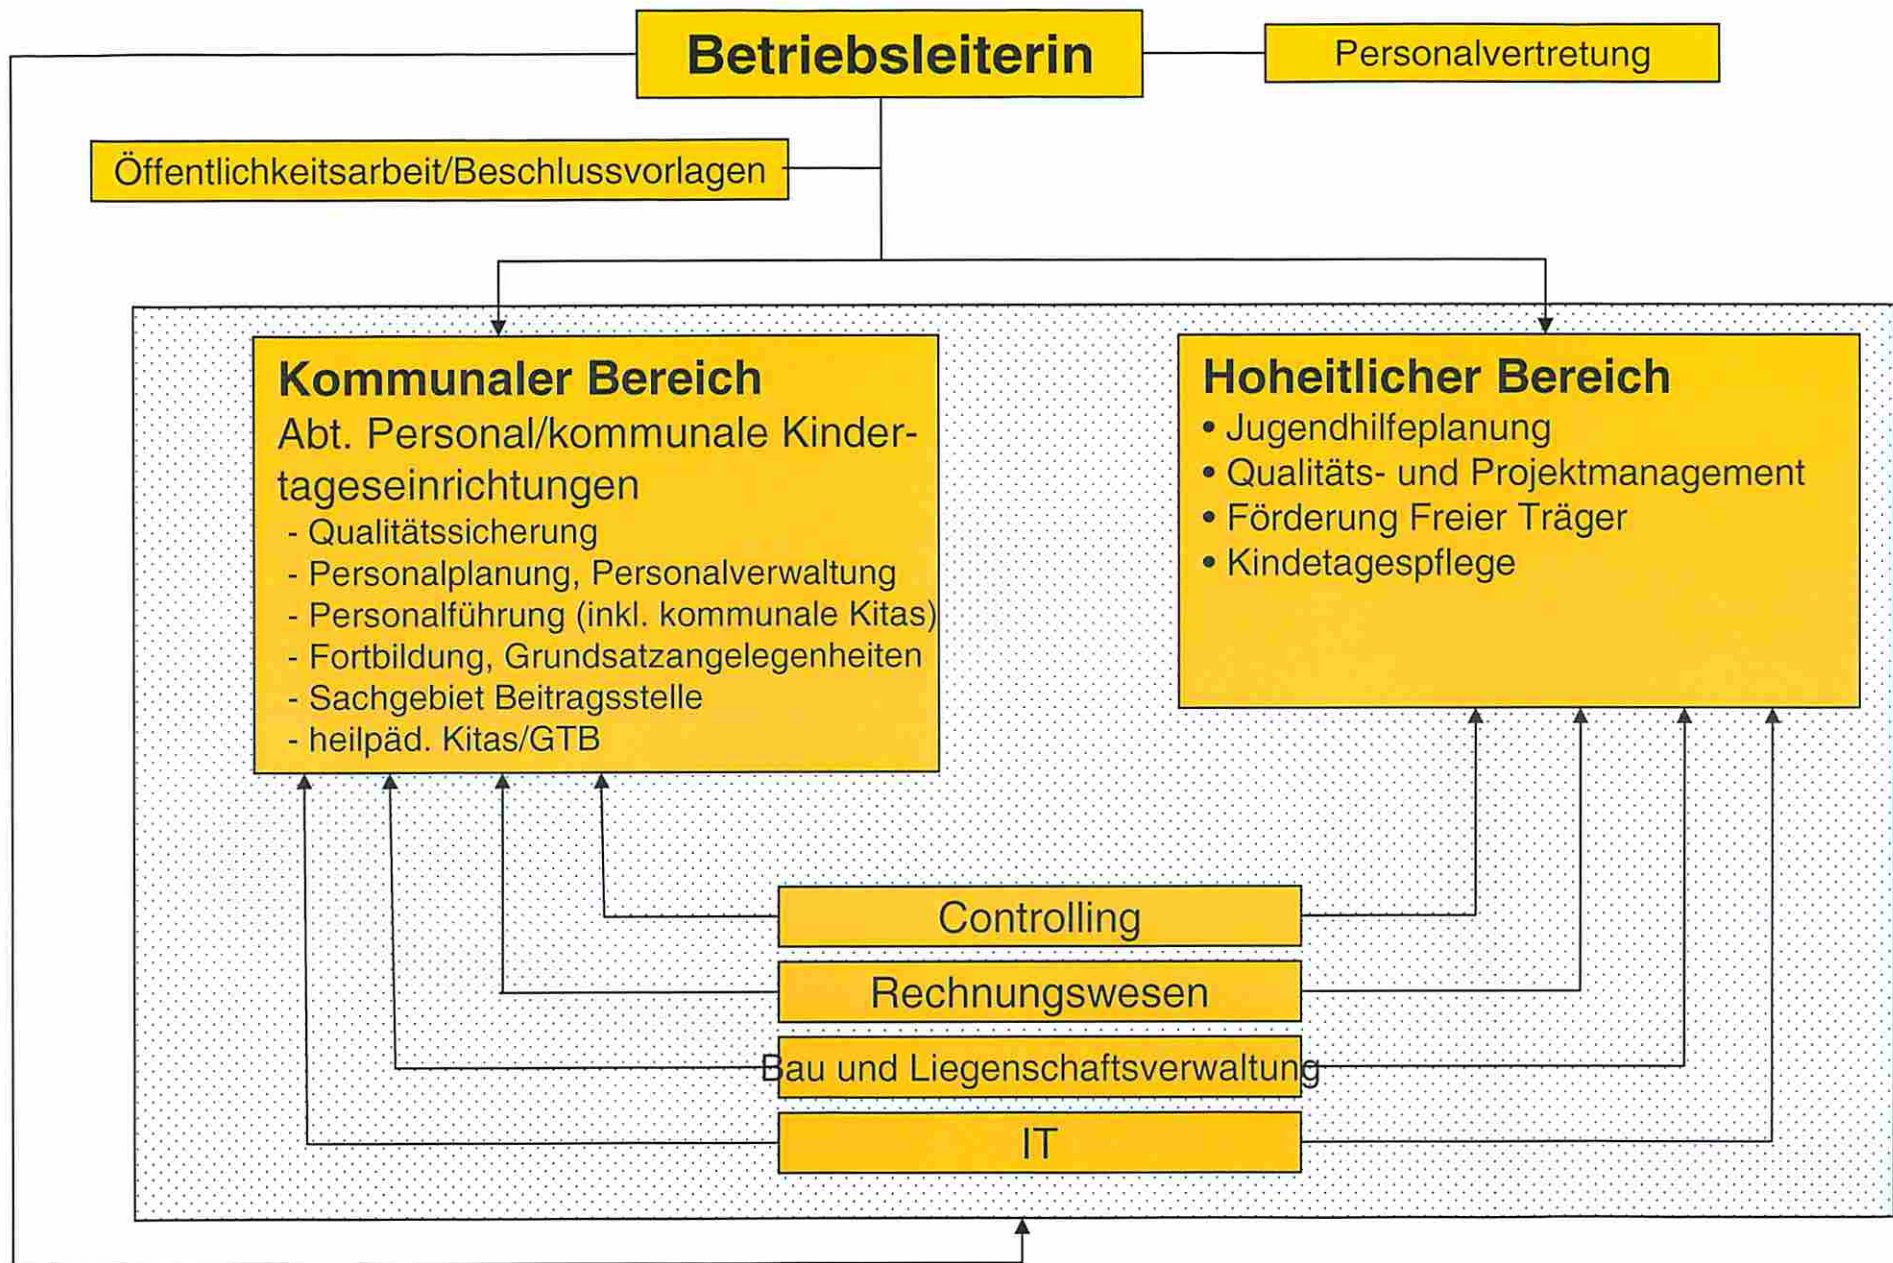 Betriebsleiterin
Personalvertretung
Öffentlichkeitsarbeit/Beschlussvorlagen
Kommunaler Bereich
Abt. Personal/kommunale Kinder-
tageseinrichtungen
- Qualitätssicherung
- Personalplanung, Personalverwaltung
- Personalführung (inkl. kommunale Kitas)
- Fortbildung, Grundsatzangelegenheiten
- Sachgebiet Beitragsstelle
- heilpäd. Kitas/GTB
Hoheitlicher Bereich
• Jugendhilfeplanung
• Qualitäts- und Projektmanagement
• Förderung Freier Träger
• Kindetagespflege
Controlling
Rechnungswesen
Bau und Liegenschaftsverwaltung
IT